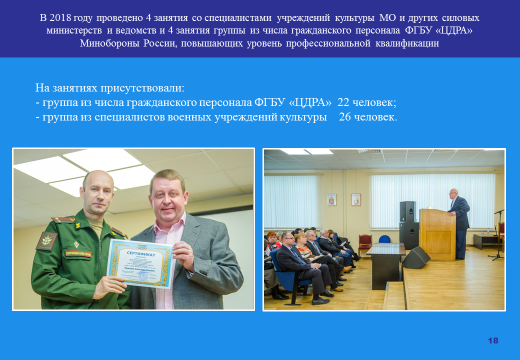 В 2018 году проведено 4 занятия со специалистами учреждений культуры МО и других силовых
министерств и ведомств и 4 занятия группы из числа гражданского персонала ФГБУ «ЦДРА»
Минобороны России, повышающих уровень профессиональной квалификации
На занятиях присутствовали:
- группа из числа гражданского персонала ФГБУ «ЦДРА» 22 человек;
- группа из специалистов военных учреждений культуры 26 человек.
СЕРТИФИКАТ
18